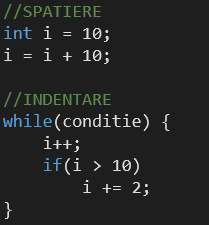 //SPATIERE
int i = 10;
i = i + 10;

//INDENTARE
while(conditie) {
    i++;
    if(i > 10)
        i += 2;
}